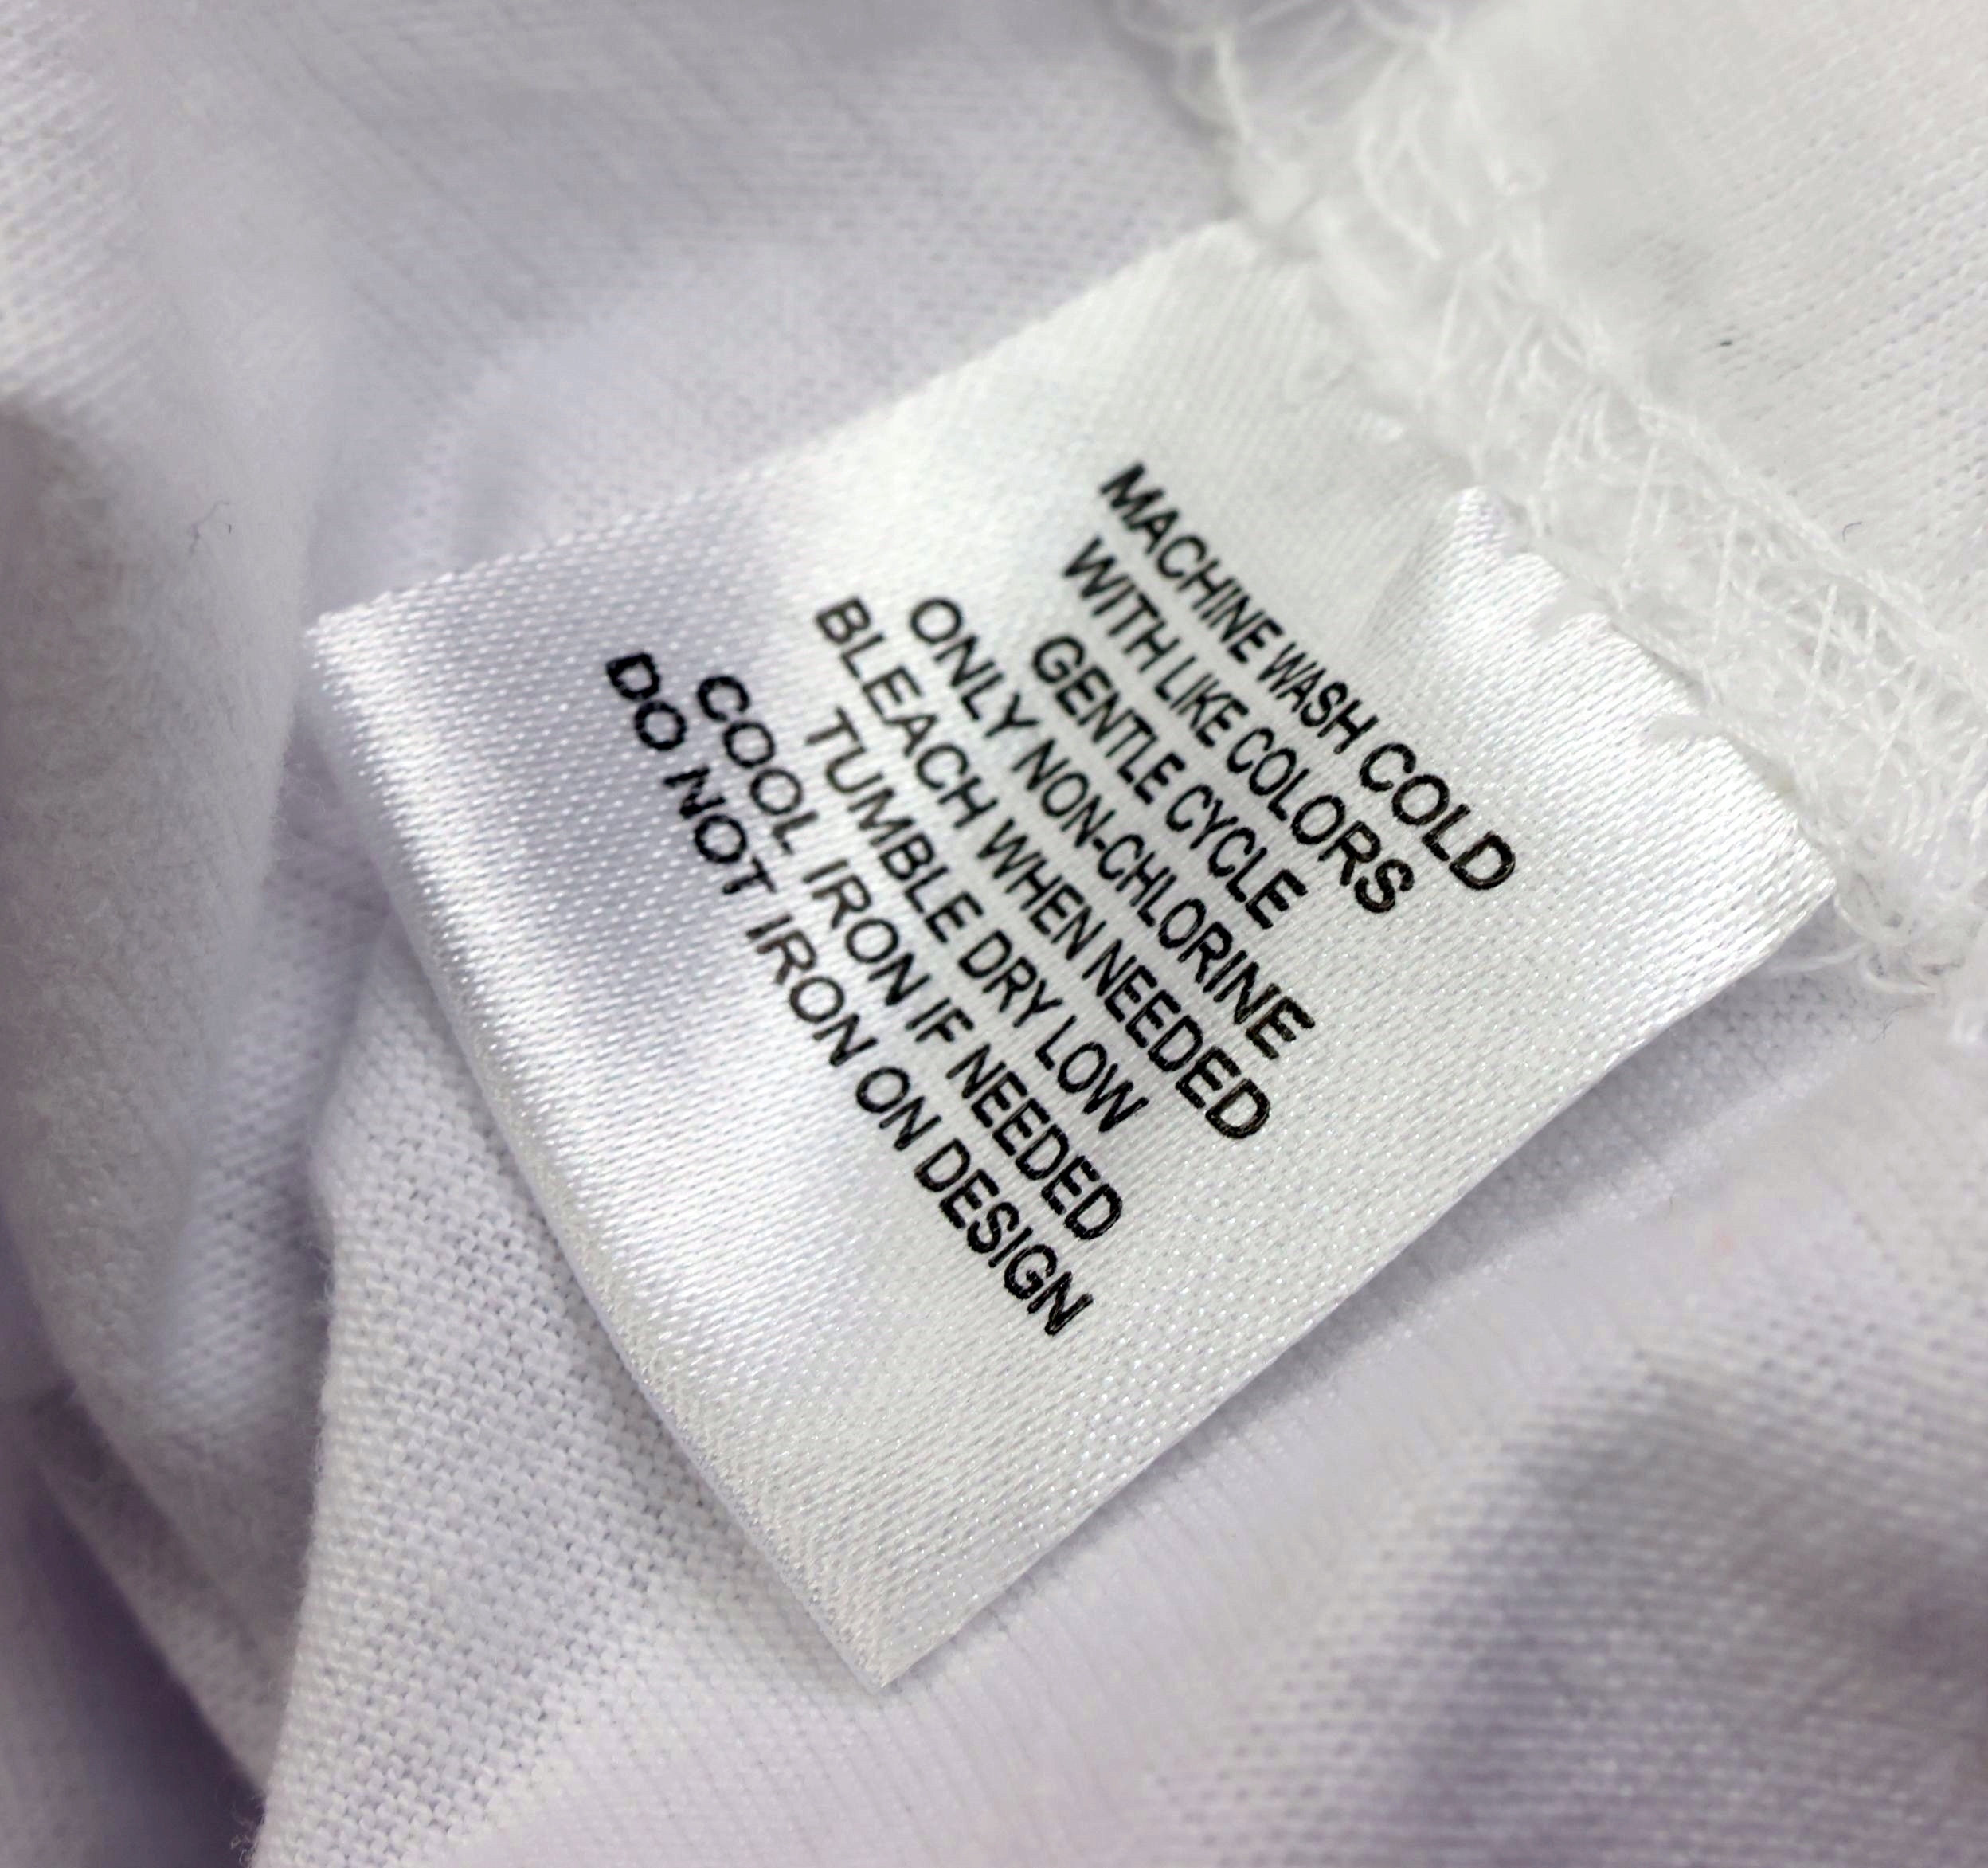 MACHINE WASH COLD
WITH LIKE COLORS
GENTLE CYCLE
ONLY NON-CHLORINE
BLEACH WHEN NEEDED
TUMBLE DRY LOW
COOL IRON IF NEEDED
DO NOT IRON ON DESIGN